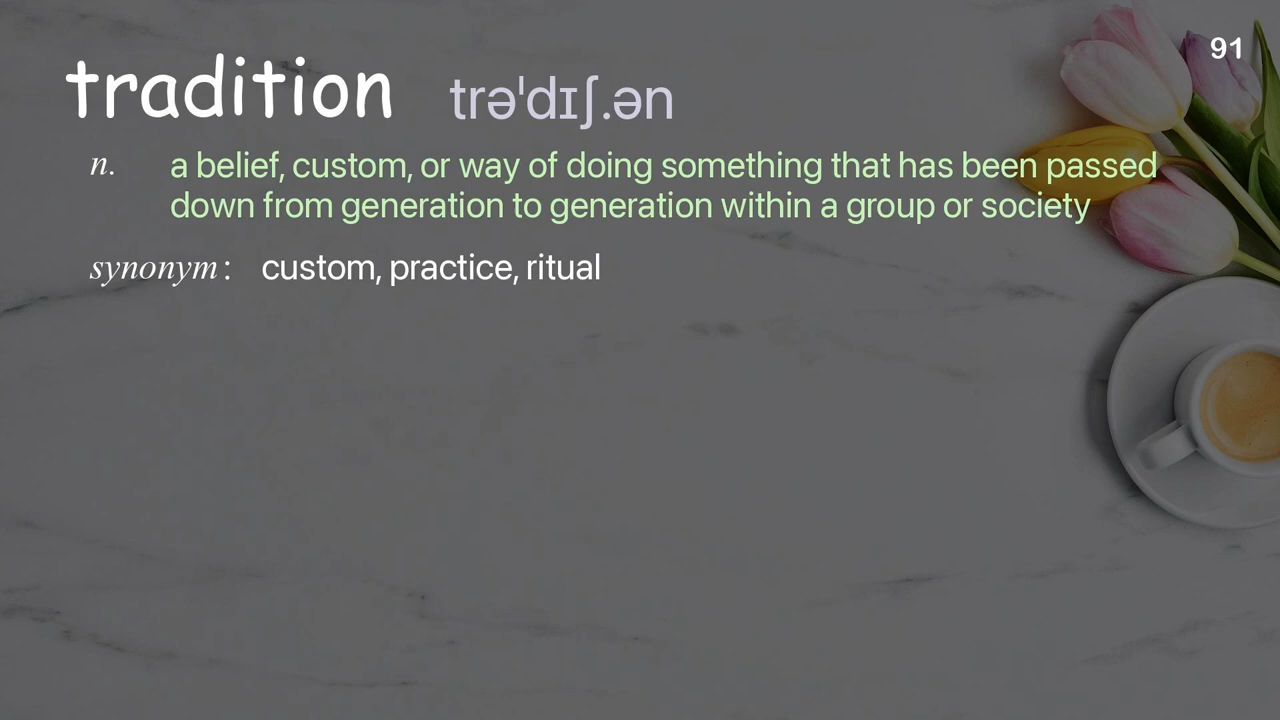 91
tradition trəˈdɪʃ.ən
n. a belief, custom, or way of doing something that has been passed
down from generation to generation within a group or society
synonym: custom, practice, ritual